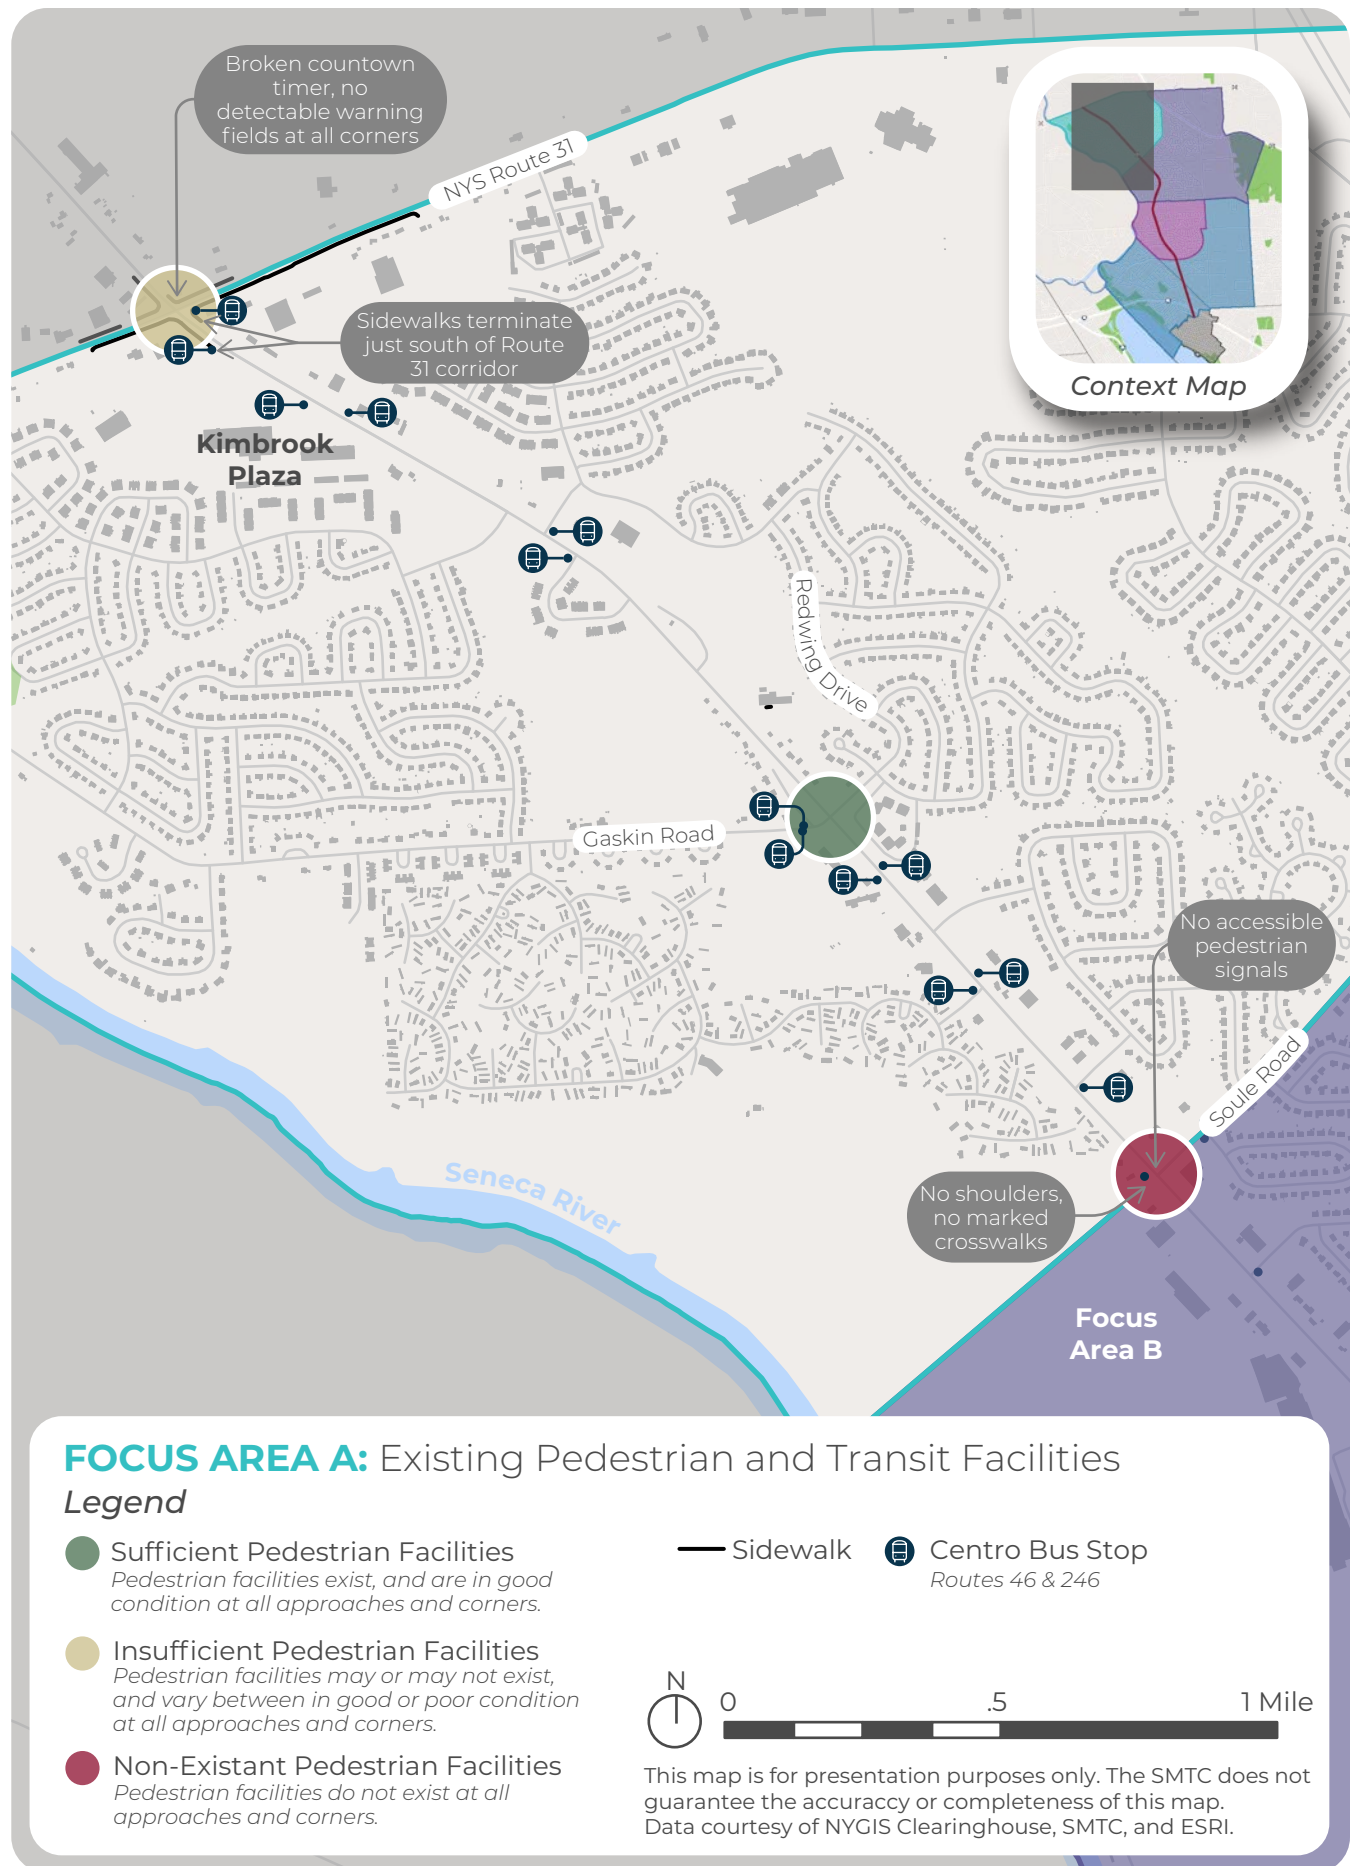 Broken countown
timer, no
detectable warning
fields at all corners
NYS Route 31
Context Map
Sidewalks terminate
just south of Route
31 corridor
Kimbrook
Plaza
Redwing Drive
Gaskin Road
No accessible
pedestrian
signals
Soule Road
Seneca River
No shoulders,
no marked
crosswalks
Focus
Area B
FOCUS AREA A: Existing Pedestrian and Transit Facilities
Legend
Sufficient Pedestrian Facilities
Pedestrian facilities exist, and are in good
condition at all approaches and corners.
Insufficient Pedestrian Facilities
Pedestrian facilities may or may not exist,
and vary between in good or poor condition
at all approaches and corners.
Non-Existant Pedestrian Facilities
Pedestrian facilities do not exist at all
approaches and corners.
Sidewalk
Centro Bus Stop
Routes 46 & 246
N
0 .5 1 Mile
This map is for presentation purposes only. The SMTC does not
guarantee the accuraccy or completeness of this map.
Data courtesy of NYGIS Clearinghouse, SMTC, and ESRI.